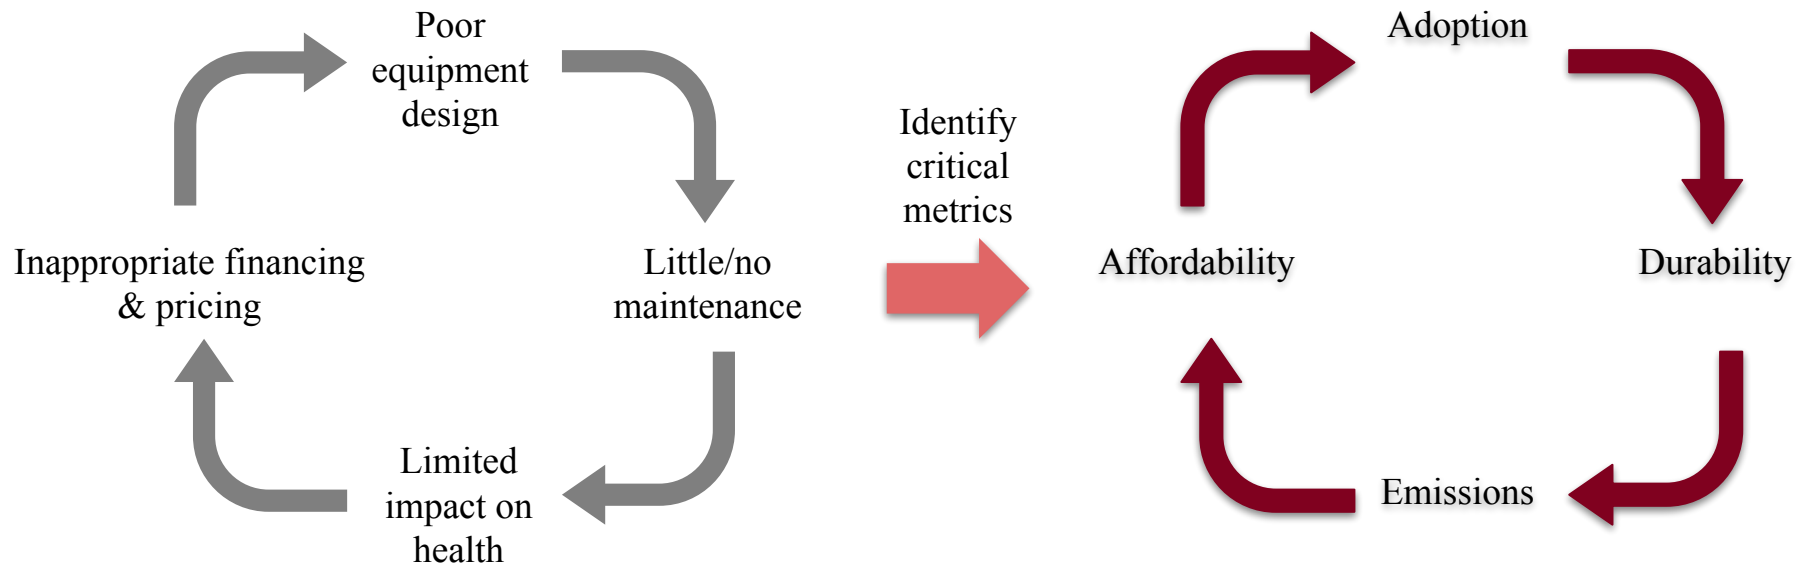 Poor
equipment
design
Inappropriate financing
& pricing
Little/no
maintenance
Limited
impact on
health
Identify
critical
metrics
Adoption
Affordability
Durability
Emissions